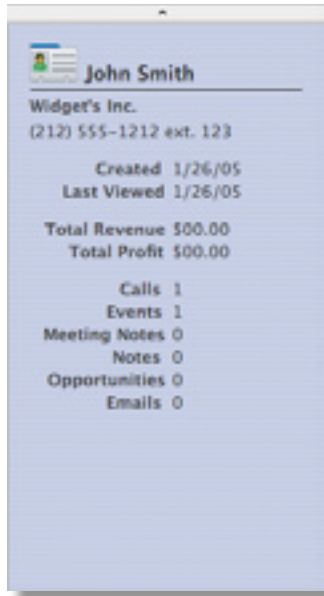 John Smith
Widget's Inc.
(212) 555-1212 ext. 123
Created 1/26/05
Last Viewed 1/26/05
Total Revenue $00.00
Total Profit $00.00
Calls 1
Events 1
Meeting Notes 0
Notes 0
Opportunities 0
Emails 0